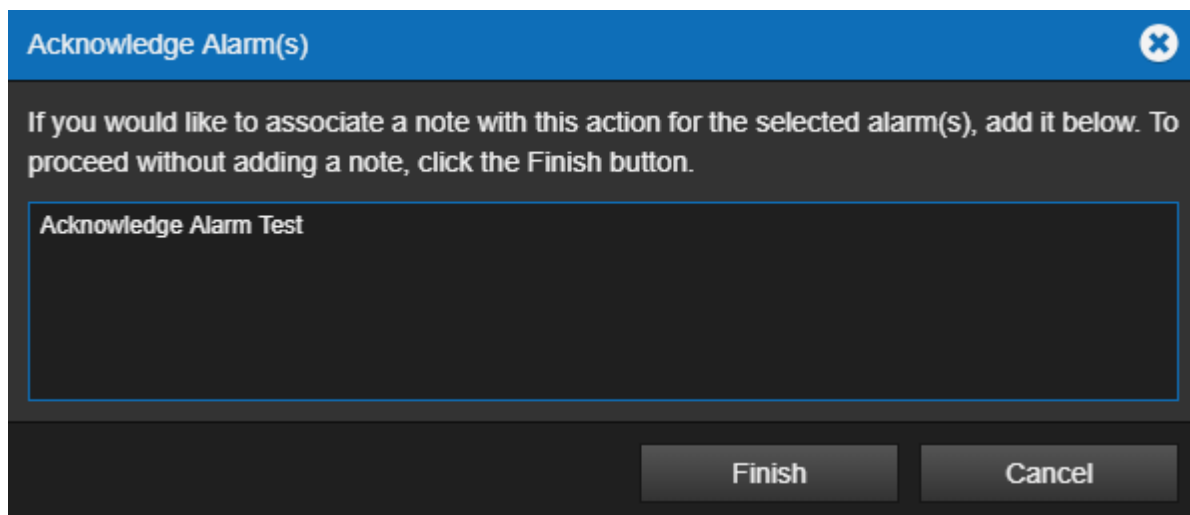 Acknowledge Alarm(s)
If you would like to associate a note with this action for the selected alarm(s), add it below. To
proceed without adding a note, click the Finish button.
Acknowledge Alarm Test
Finish
Cancel